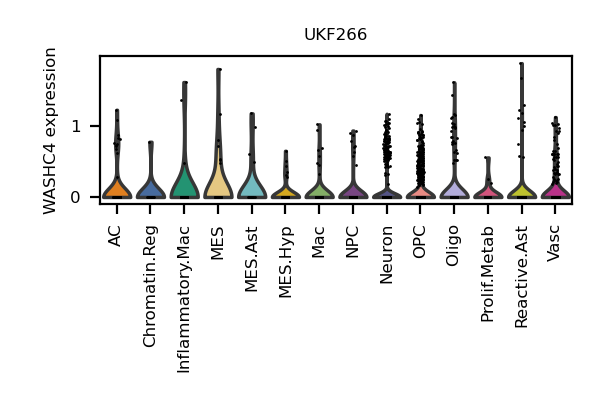 UKF266
WASHC4 expression
1
0
AC
Chromatin.Reg
Inflammatory.Mac
MES
MES.Ast
MES.Hyp
Mac
NPC
Neuron
OPC
Oligo
Prolif.Metab
Reactive.Ast
Vasc